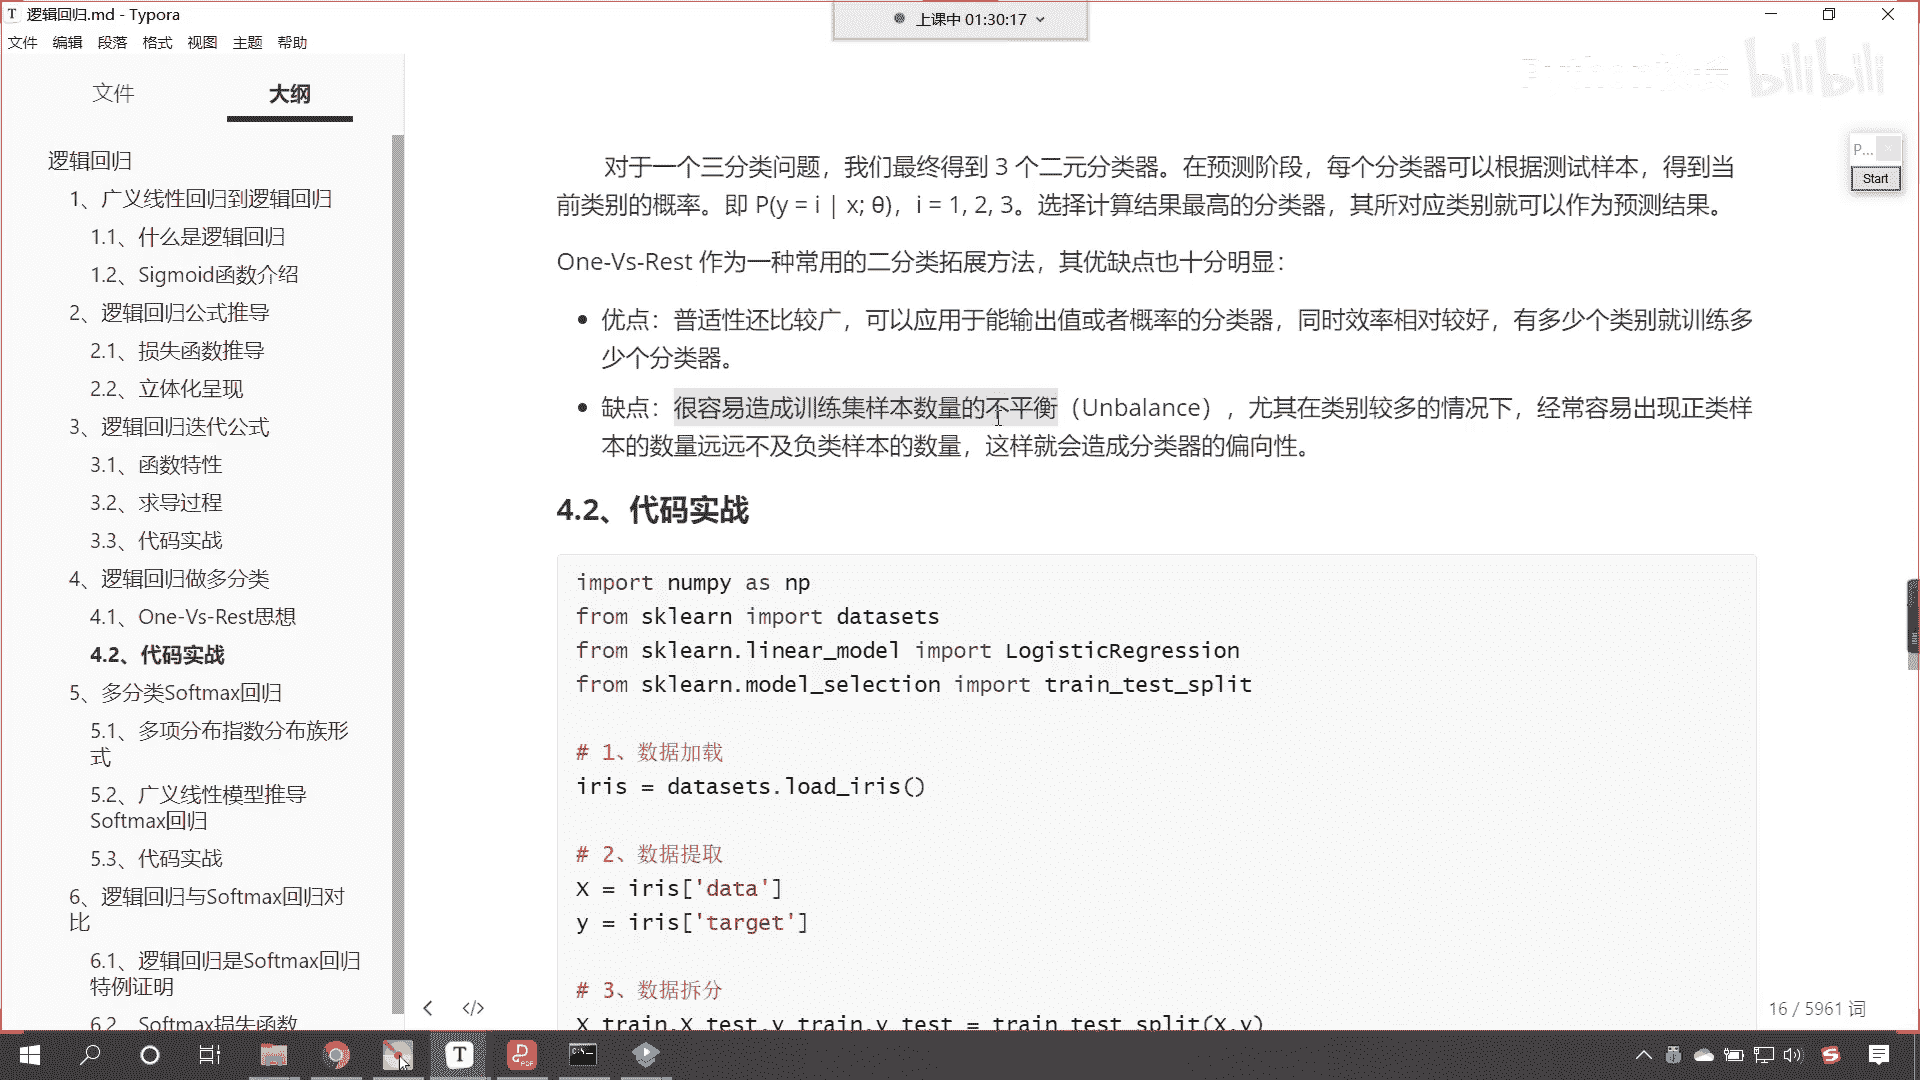 逻辑回归.md - Typora
上课中 01:30:17
文件 编辑 段落 格式 视图 主题 帮助
bilibili
文件 大纲
P...
Start
逻辑回归
1、广义线性回归到逻辑回归
1.1、什么是逻辑回归
1.2、Sigmoid函数介绍
2、逻辑回归公式推导
2.1、损失函数推导
2.2、立体化呈现
3、逻辑回归迭代公式
3.1、函数特性
3.2、求导过程
3.3、代码实战
4、逻辑回归做多分类
4.1、One-Vs-Rest思想
4.2、代码实战
5、多分类Softmax回归
5.1、多项分布指数分布族形
式
5.2、广义线性模型推导
Softmax回归
5.3、代码实战
6、逻辑回归与Softmax回归对
比
6.1、逻辑回归是Softmax回归
特例证明
6.2、Softmax损失函数
对于一个三分类问题，我们最终得到 3 个二元分类器。在预测阶段，每个分类器可以根据测试样本，得到当
前类别的概率。即 P(y = i | x; θ)，i = 1, 2, 3。选择计算结果最高的分类器，其所对应类别就可以作为预测结果。
One-Vs-Rest 作为一种常用的二分类拓展方法，其优缺点也十分明显：
优点：普适性还比较广，可以应用于能输出值或者概率的分类器，同时效率相对较好，有多少个类别就训练多
少个分类器。
缺点：很容易造成训练集样本数量的不平衡（Unbalance），尤其在类别较多的情况下，经常容易出现正类样
本的数量远远不及负类样本的数量，这样就会造成分类器的偏向性。
4.2、代码实战
import numpy as np
from sklearn import datasets
from sklearn.linear_model import LogisticRegression
from sklearn.model_selection import train_test_split
# 1、数据加载
iris = datasets.load_iris()
# 2、数据提取
X = iris['data']
y = iris['target']
# 3、数据拆分
X_train,X_test,y_train,y_test = train_test_split(X,y)
16 / 5961 词